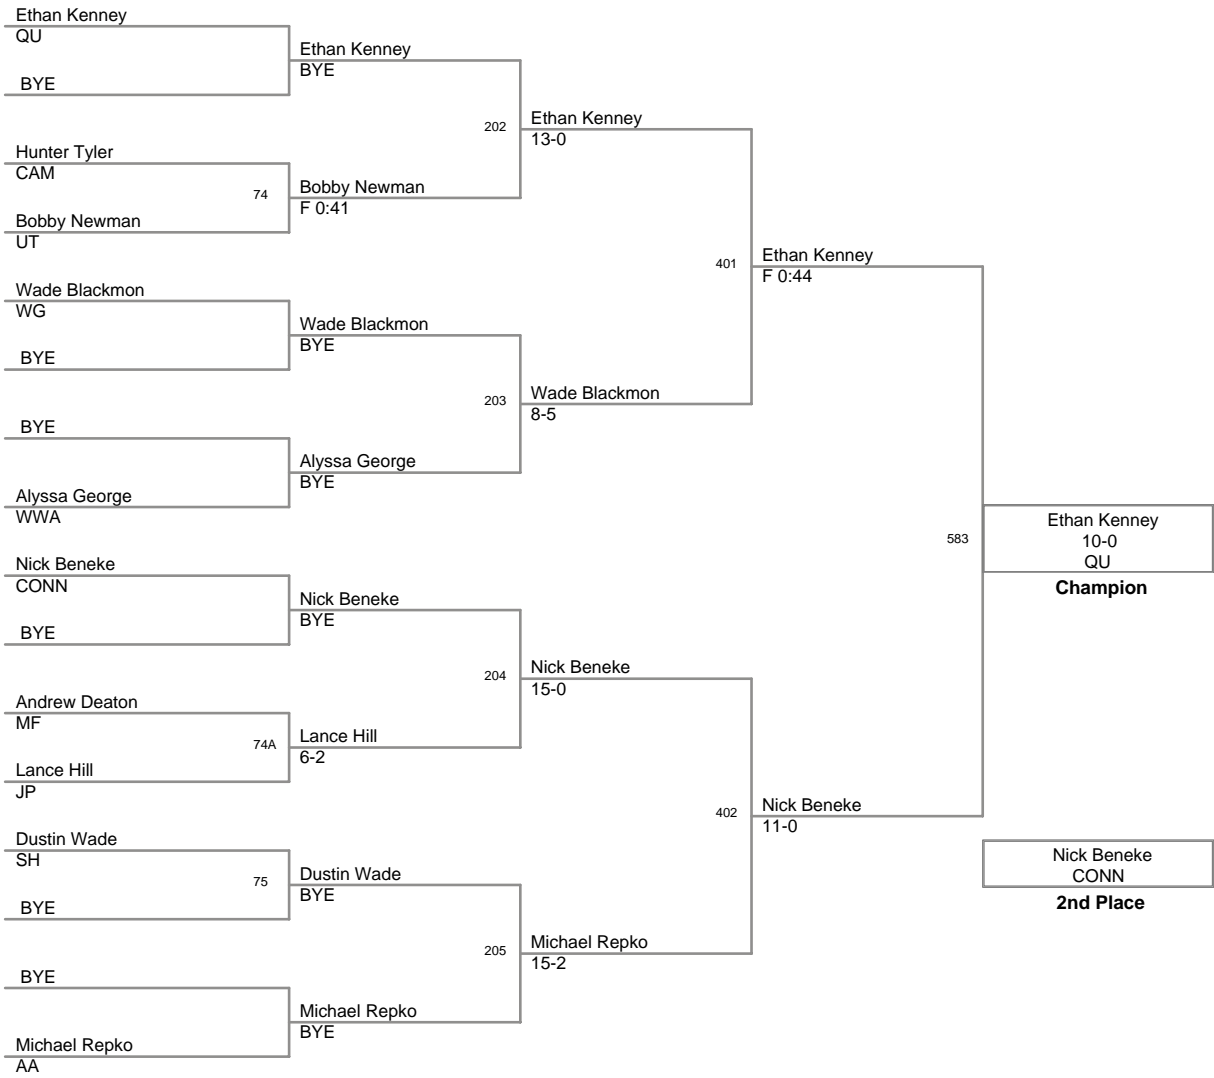 Ethan Kenney
QU
BYE
Ethan Kenney
BYE
202
Ethan Kenney
13-0
Hunter Tyler
CAM
74
Bobby Newman
F 0:41
Bobby Newman
UT
401
Ethan Kenney
F 0:44
Wade Blackmon
WG
BYE
Wade Blackmon
BYE
203
Wade Blackmon
8-5
BYE
Alyssa George
BYE
Alyssa George
WWA
583
Ethan Kenney
10-0
QU
Champion
Nick Beneke
CONN
BYE
Nick Beneke
BYE
204
Nick Beneke
15-0
Andrew Deaton
MF
74A
Lance Hill
6-2
Lance Hill
JP
402
Nick Beneke
11-0
Dustin Wade
SH
75
BYE
Dustin Wade
BYE
Nick Beneke
CONN
2nd Place
205
Michael Repko
15-2
BYE
Michael Repko
BYE
Michael Repko
AA